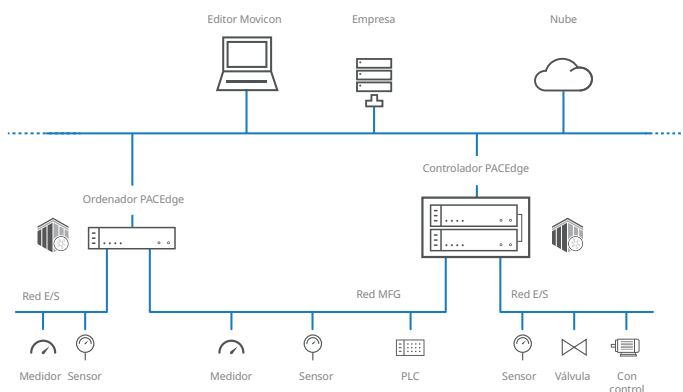 Editor Movicon
Empresa
Nube
Controlador PACEdge
Ordenador PACEdge
Red E/S
Red MFG
Red E/S
Medidor
Sensor
Medidor
Sensor
PLC
Sensor
Válvula
Con
control